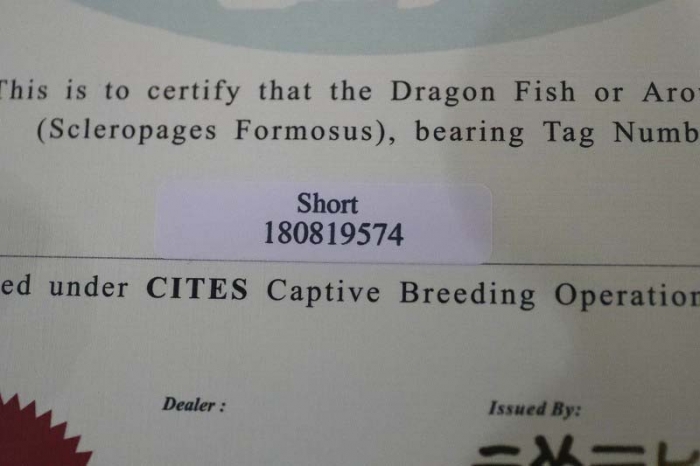 This is to certify that the Dragon Fish or Aro
(Scleropages Formosus), bearing Tag Numb
Short
180819574
ed under CITES Captive Breeding Operation
Dealer :
Issued By: